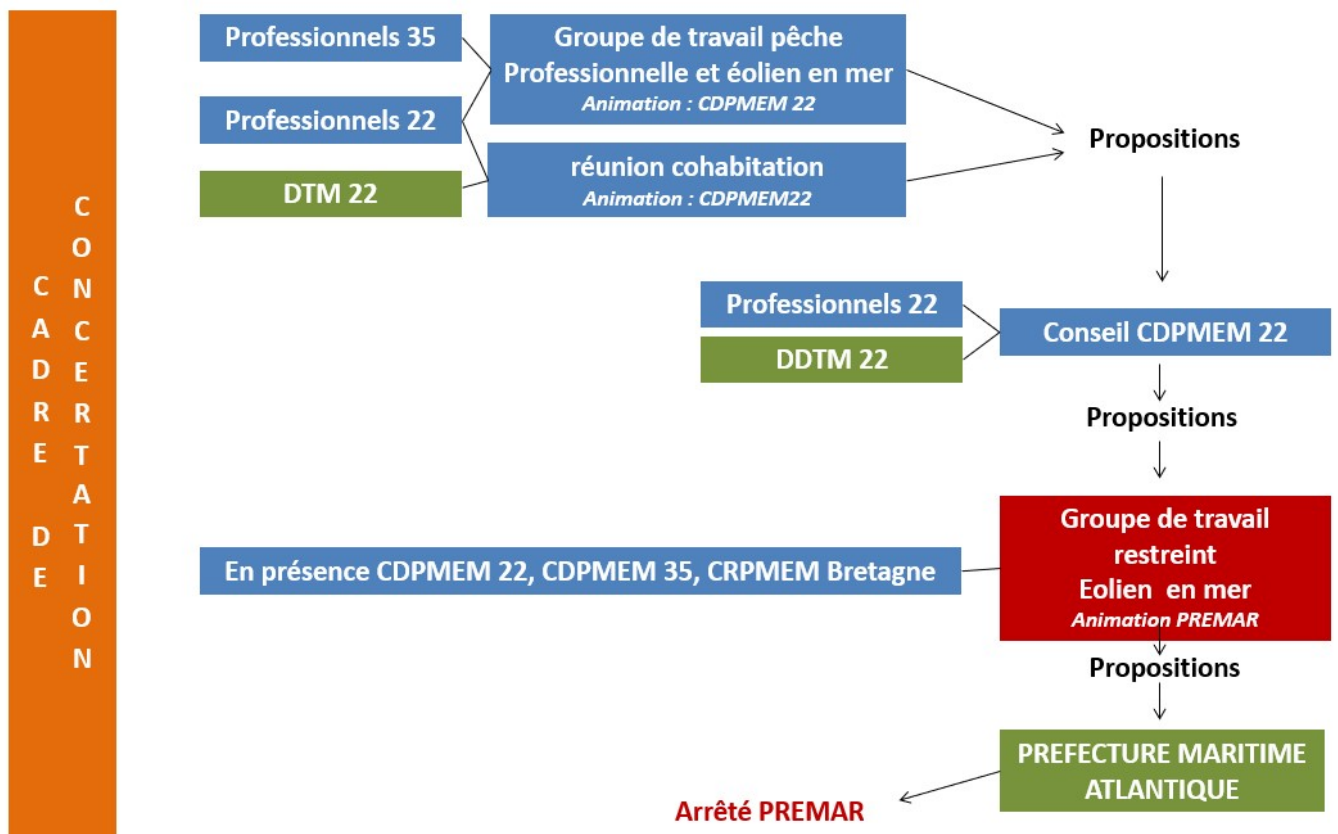 CADRE DE
CONCERTATION
Professionnels 35
Professionnels 22
DTM 22
Groupe de travail pêche
Professionnelle et éolien en mer
Animation : CDPMEM 22
réunion cohabitation
Animation : CDPMEM22
Propositions
Professionnels 22
DDTM 22
Conseil CDPMEM 22
Propositions
En présence CDPMEM 22, CDPMEM 35, CRPMEM Bretagne
Groupe de travail
restreint
Eolien en mer
Animation PREMAR
Propositions
PREFECTURE MARITIME
ATLANTIQUE
Arrêté PREMAR